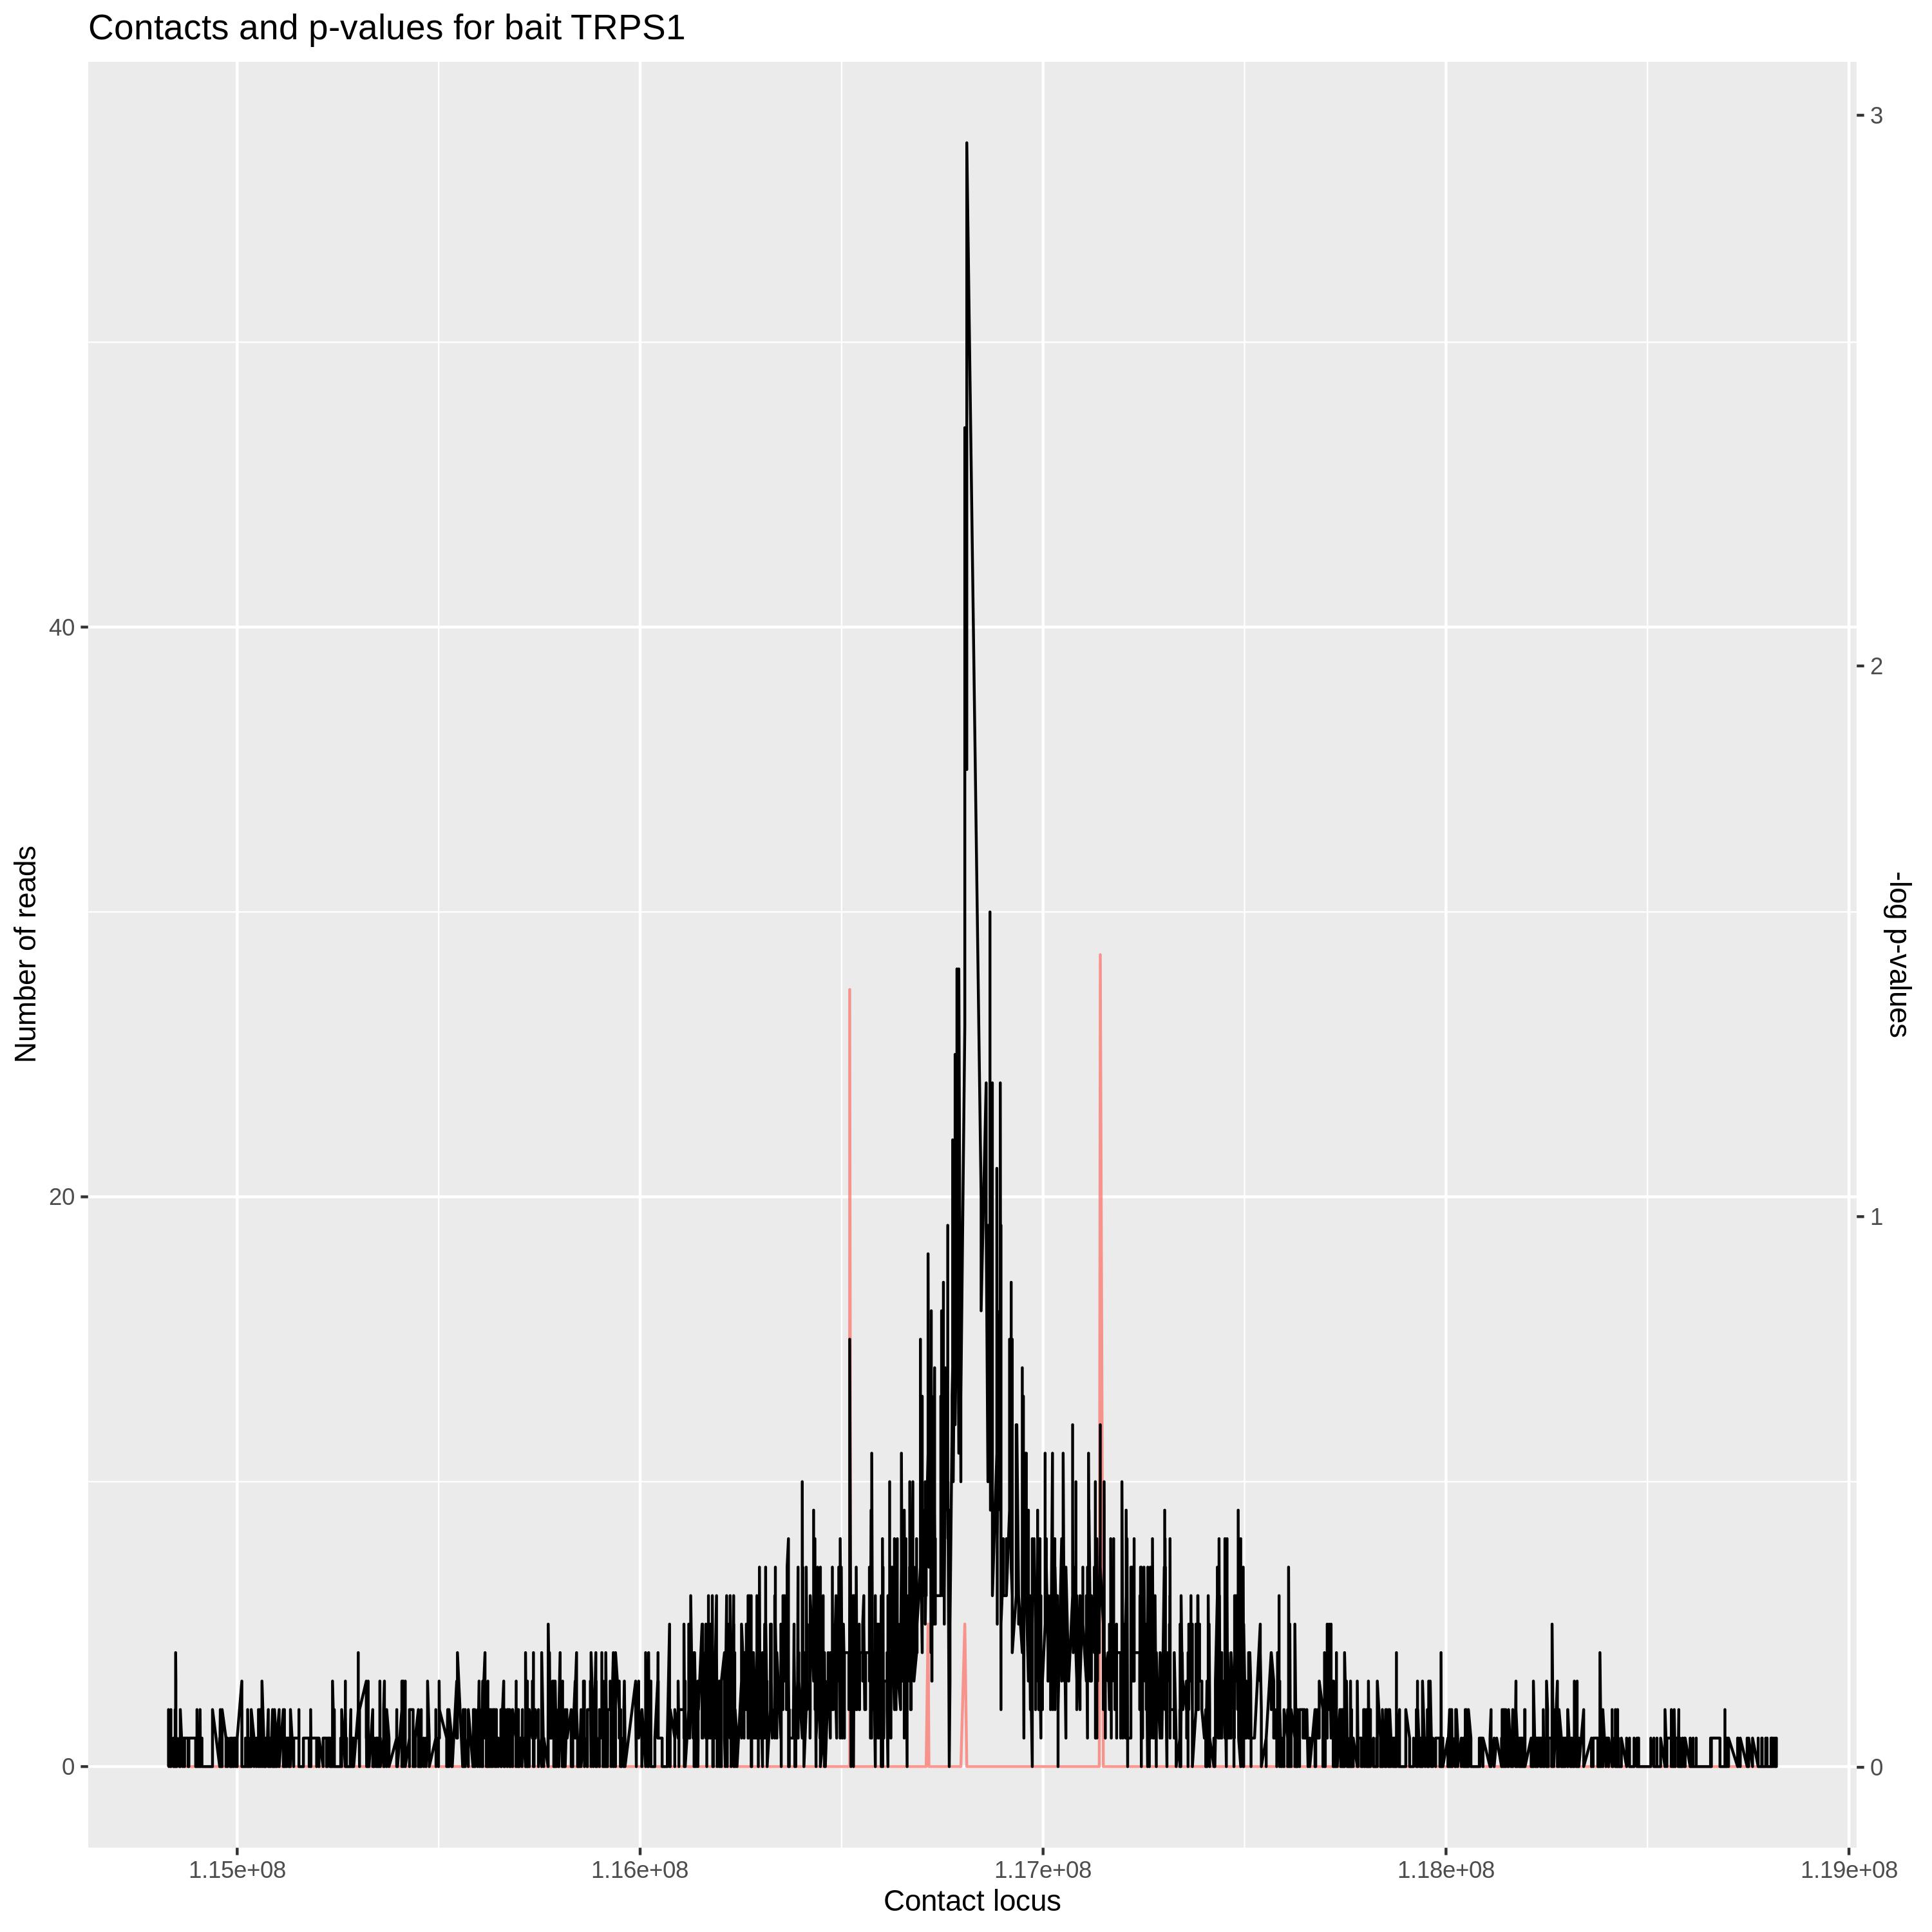 Contacts and p-values for bait TRPS1
3
40
2
Number of reads
-log p-values
20
1
0
0
1.15e+08
1.16e+08
1.17e+08
1.18e+08
1.19e+08
Contact locus